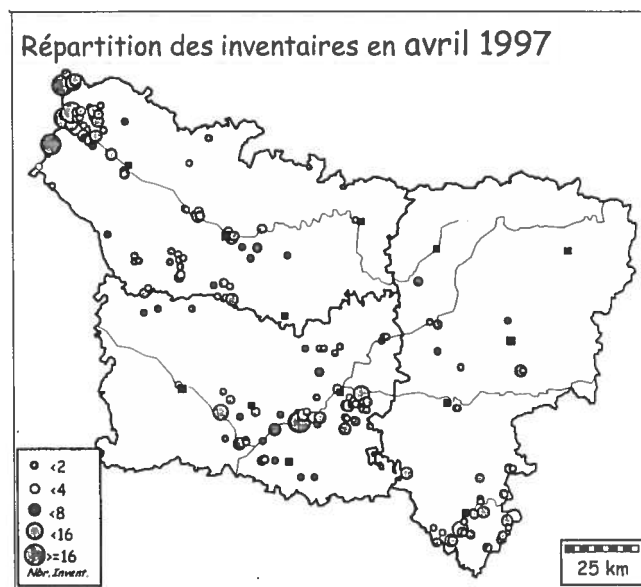 Répartition des inventaires en avril 1997
<2
<4
<8
<16
>=16
Nbr. Invent.
25 km